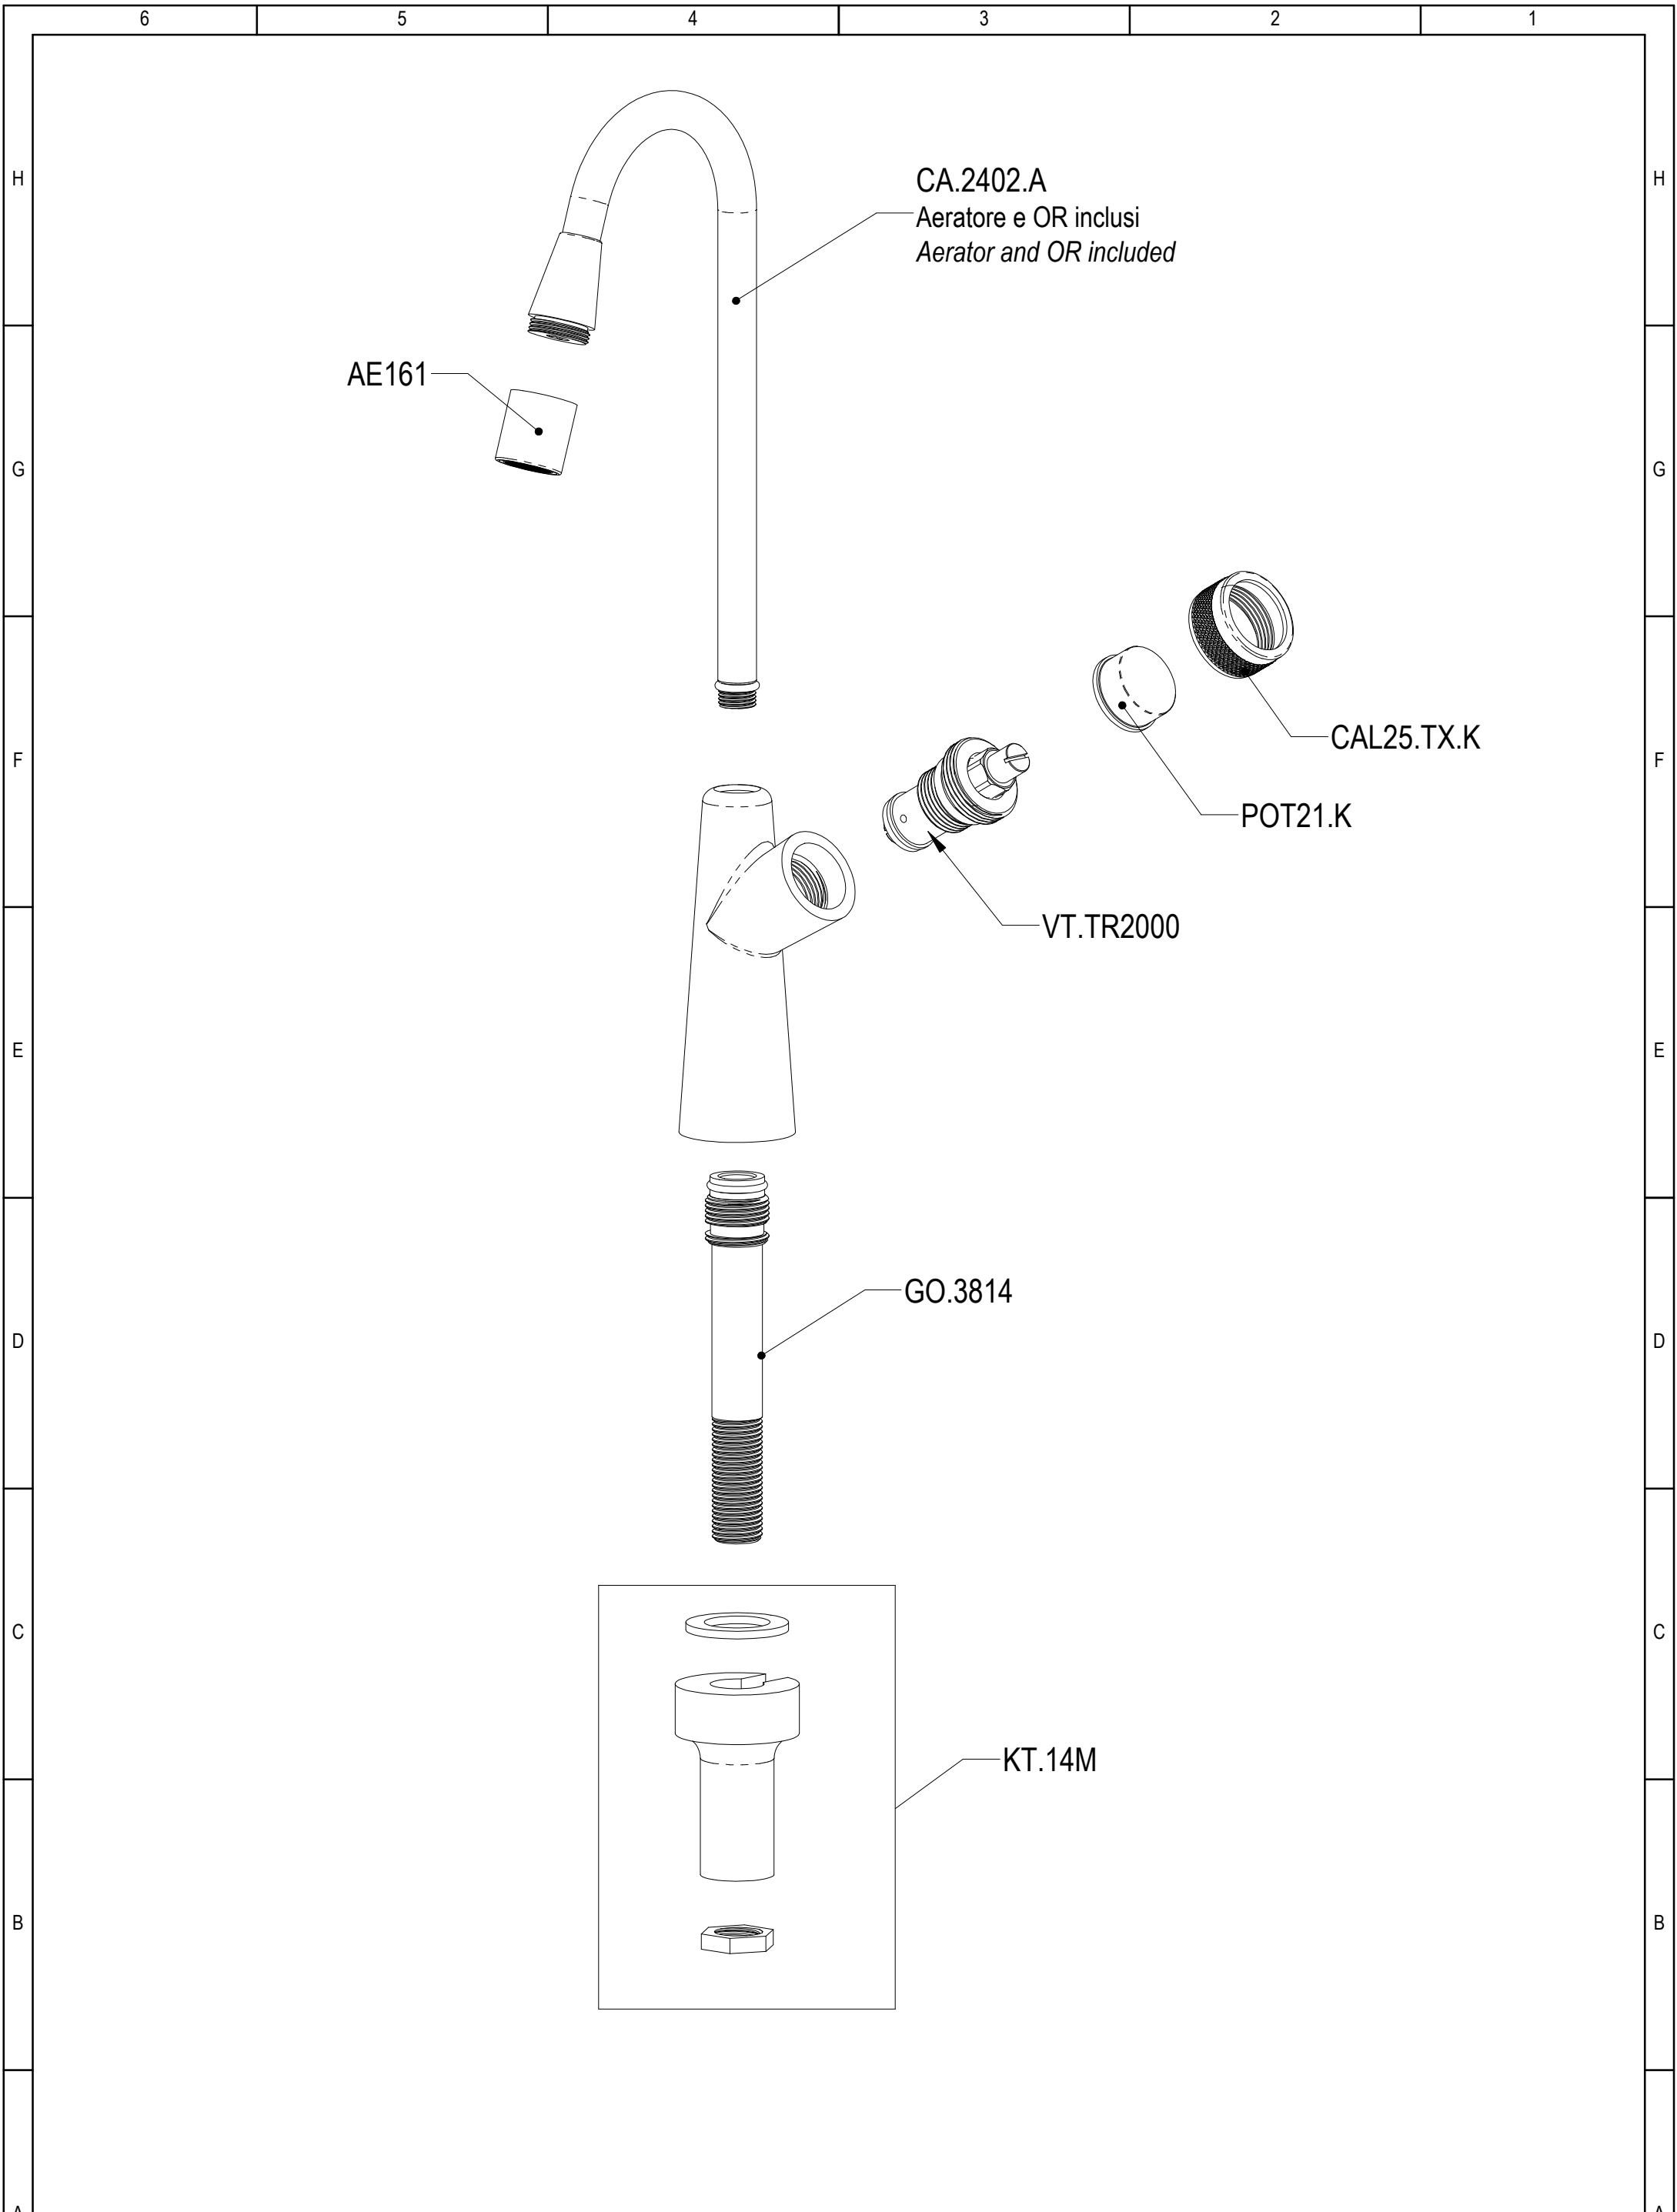 6 5 4 3 2 1
H H
CA.2402.A
Aeratore e OR inclusi
Aerator and OR included
AE161
G G
CAL25.TX.K
F F
POT21.K
VT.TR2000
E E
GO.3814
D D
C C
KT.14M
B B
A A